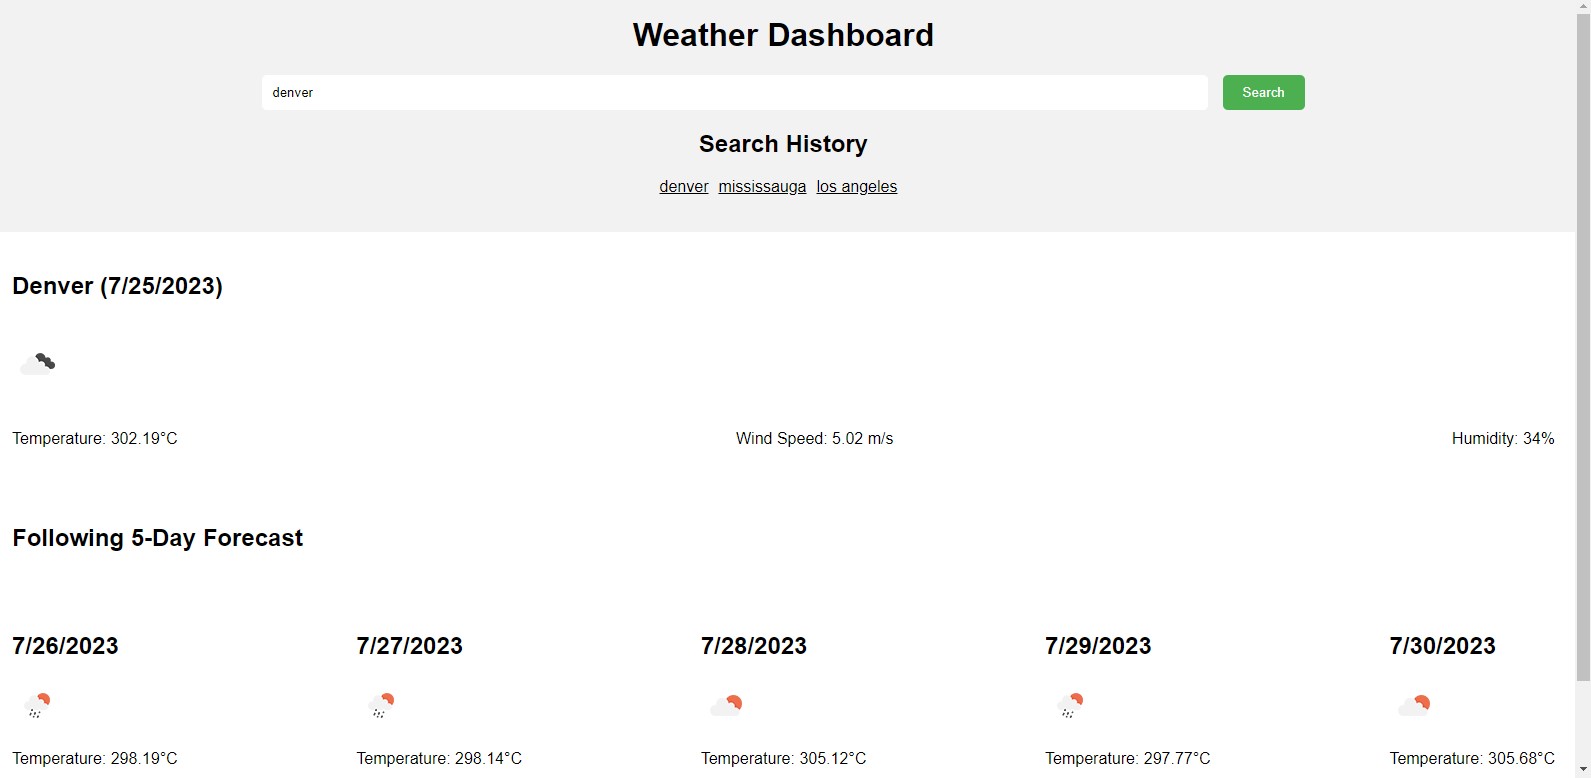 Weather Dashboard
denver
Search
Search History
denver mississauga los angeles
Denver (7/25/2023)
Temperature: 302.19°C
Wind Speed: 5.02 m/s
Humidity: 34%
Following 5-Day Forecast
7/26/2023
7/27/2023
7/28/2023
7/29/2023
7/30/2023
Temperature: 298.19°C
Temperature: 298.14°C
Temperature: 305.12°C
Temperature: 297.77°C
Temperature: 305.68°C